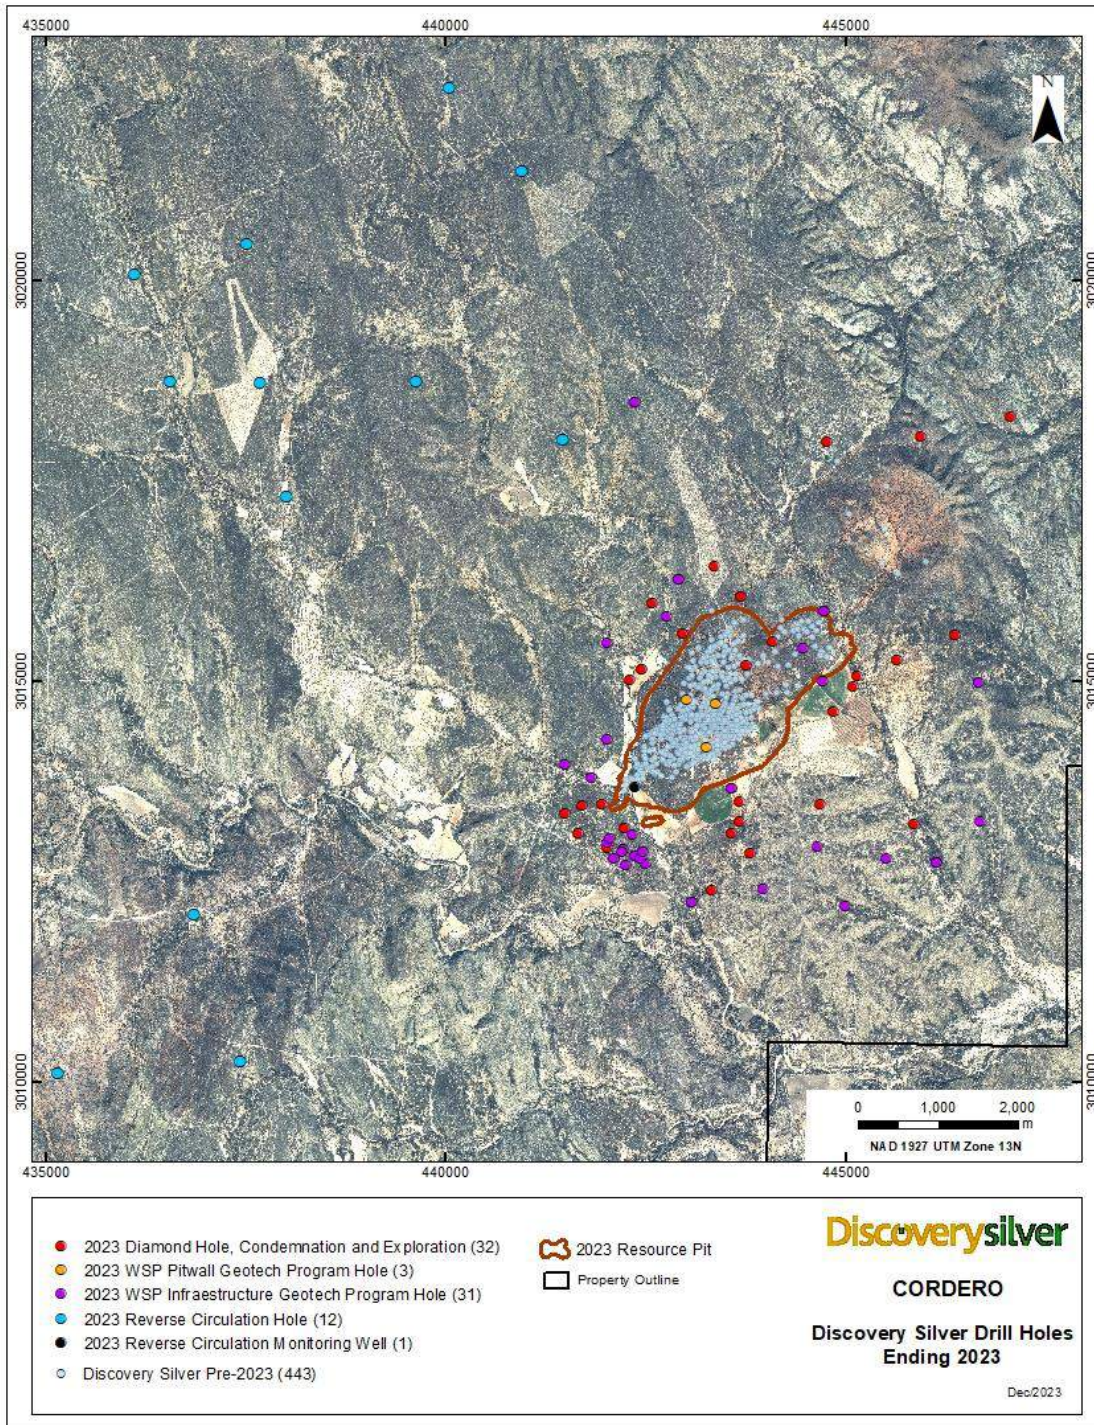 435000 440000 445000
N
3020000 3020000
3015000 3015000
3010000 3010000
0 1,000 2,000
m
NAD 1927 UTM Zone 13N
435000 440000 445000
2023 Diamond Hole, Condemnation and Exploration (32)
2023 WSP Pitwall Geotech Program Hole (3)
2023 WSP Infraestructure Geotech Program Hole (31)
2023 Reverse Circulation Hole (12)
2023 Reverse Circulation Monitoring Well (1)
Discovery Silver Pre-2023 (443)
2023 Resource Pit
Property Outline
Discoverysilver
CORDERO
Discovery Silver Drill Holes
Ending 2023
Dec/2023